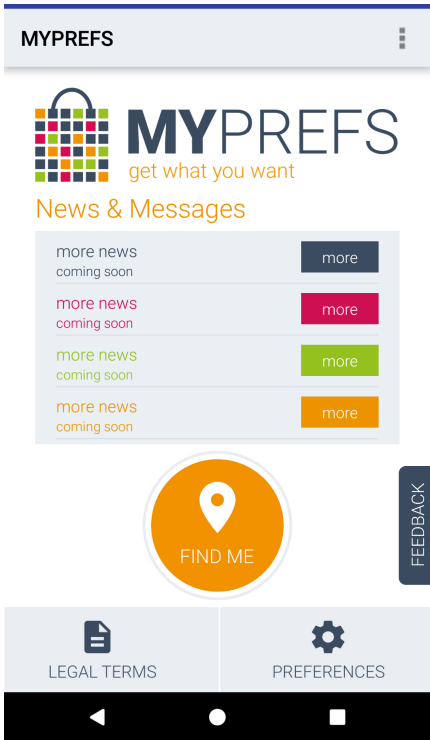 MYPREFS
MYPREFS
get what you want
News & Messages
more news
coming soon
more
more news
coming soon
more
more news
coming soon
more
more news
coming soon
more
FIND ME
FEEDBACK
LEGAL TERMS
PREFERENCES